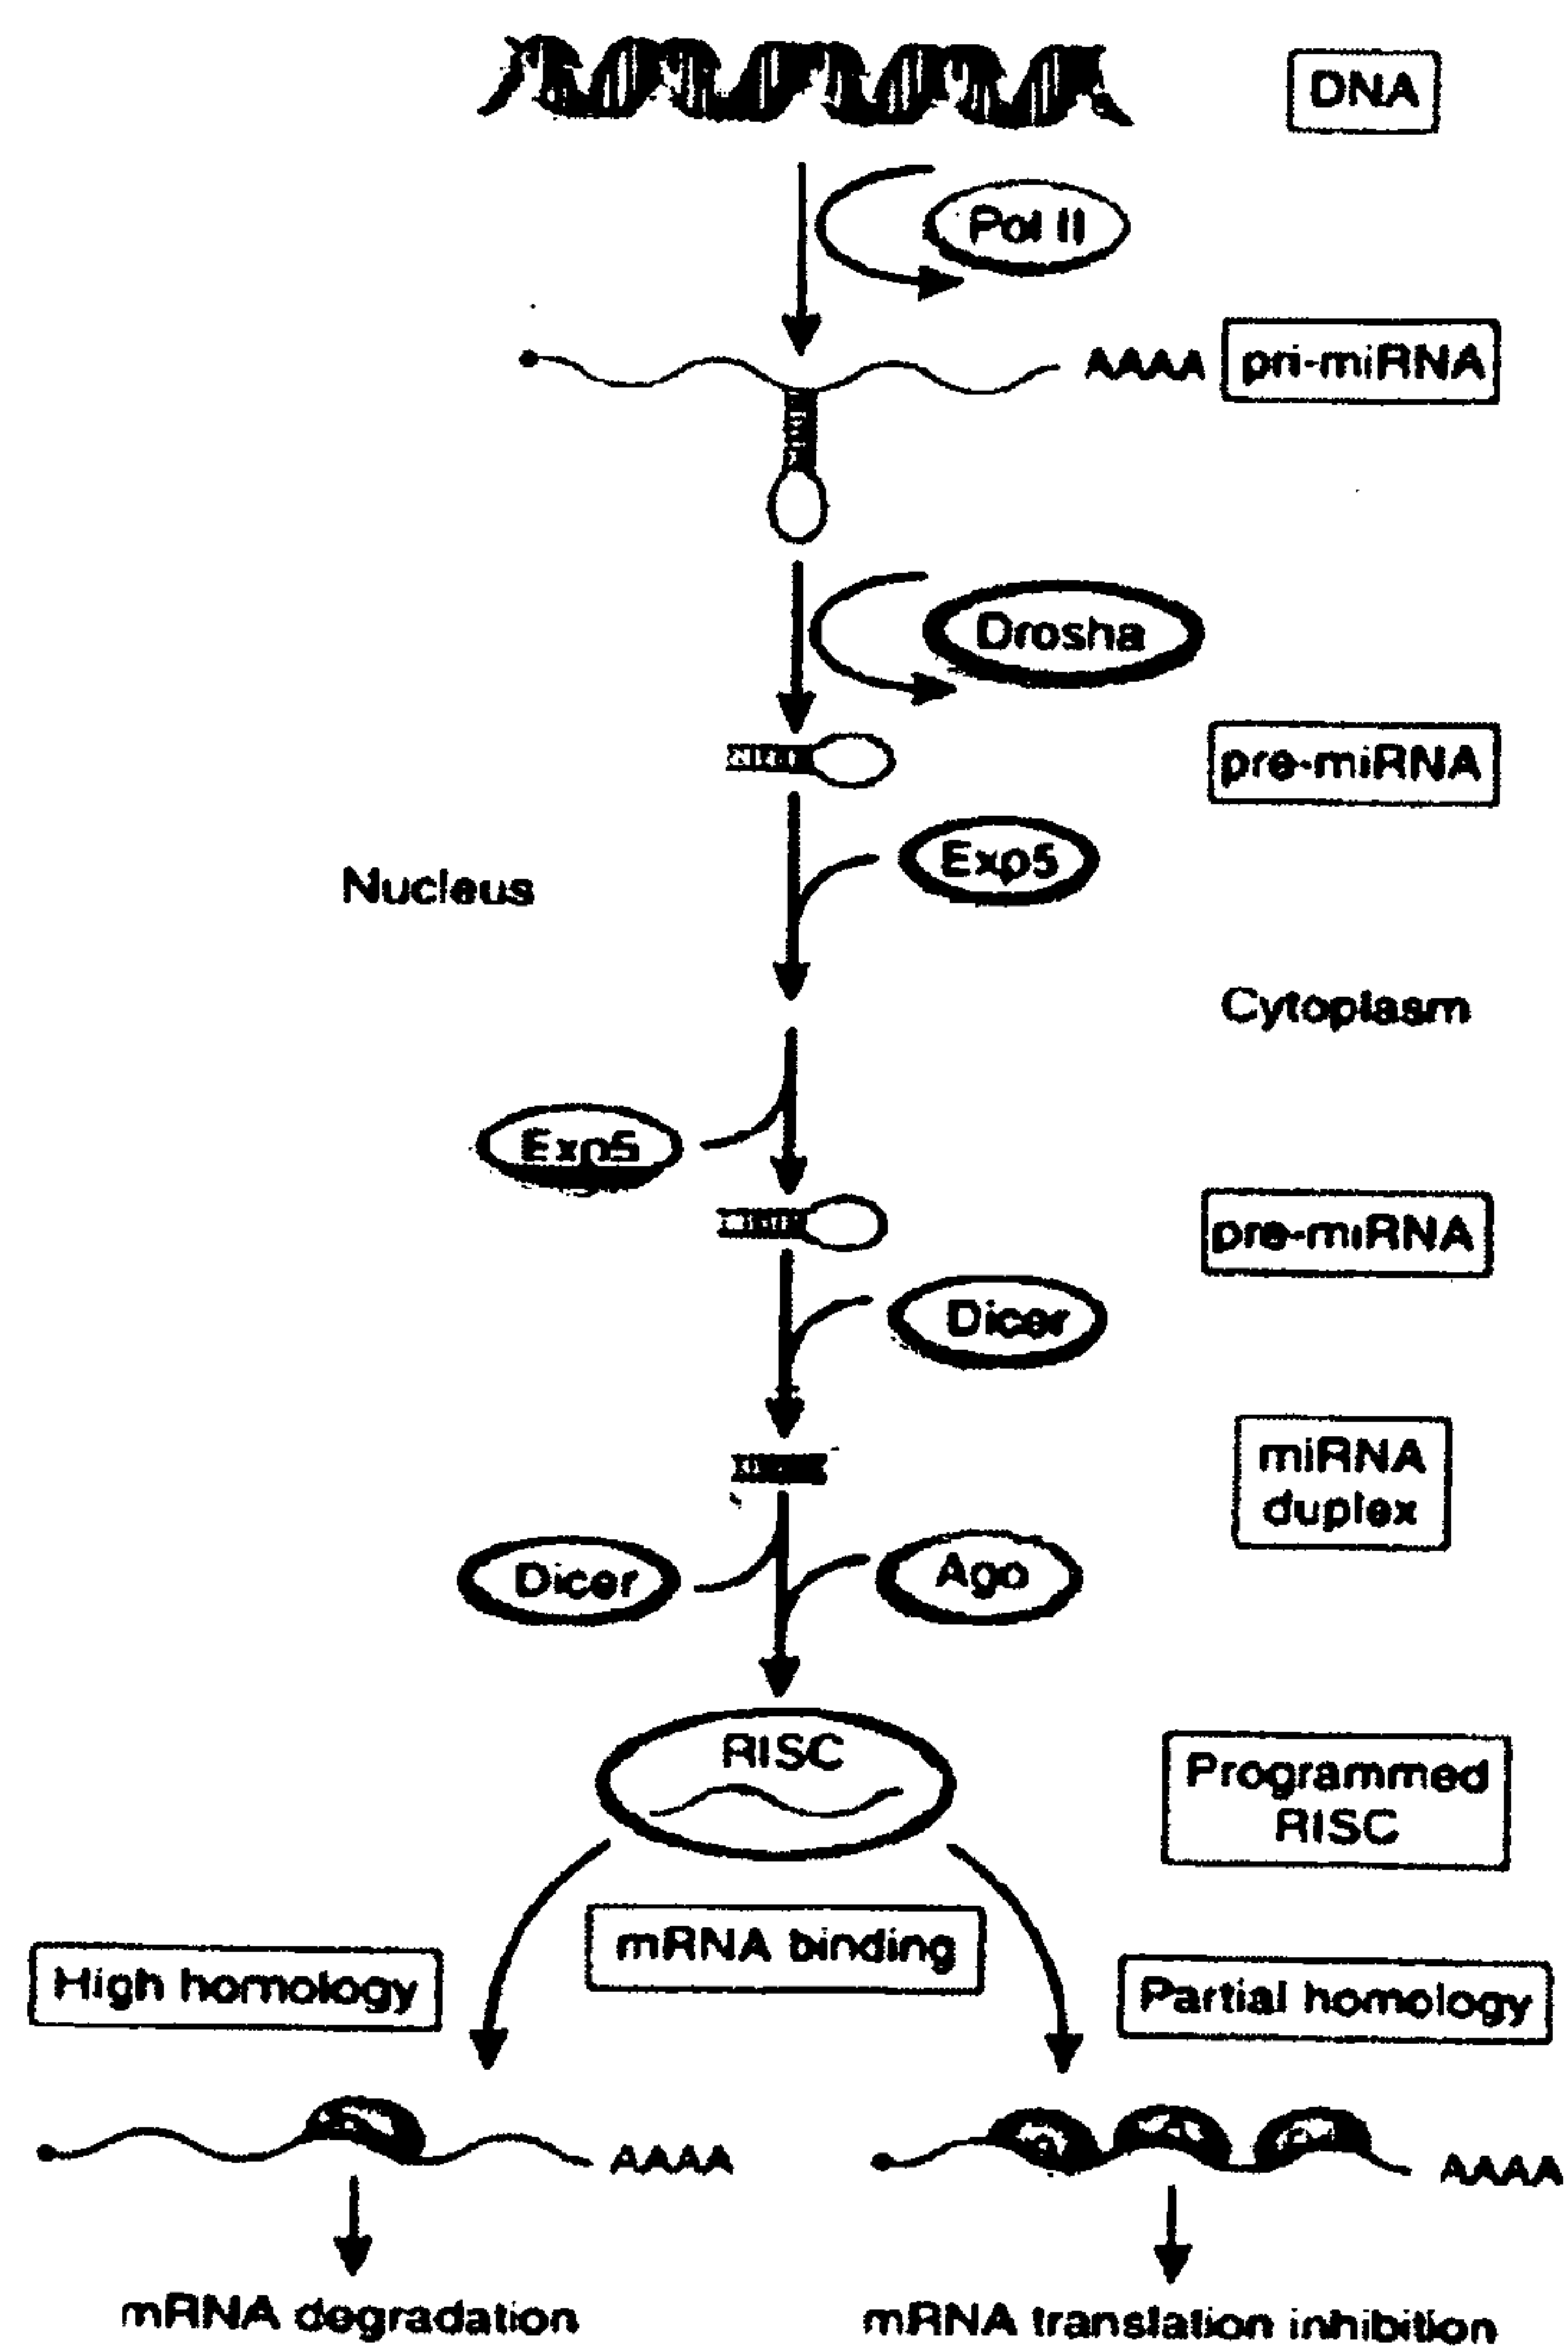 DNA
Pol II
AAAA
pri-miRNA
Drosha
pre-miRNA
Exp5
Nucleus
Cytoplasm
Exp5
pre-miRNA
Dicer
miRNA
duplex
Dicer
Ago
RISC
Programmed
RISC
mRNA binding
High homology
Partial homology
AAAA
AAAA
mRNA degradation
mRNA translation inhibition